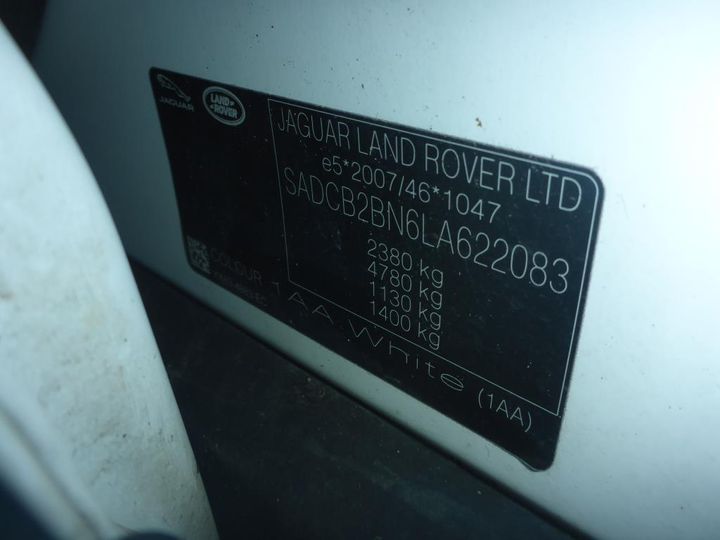 JAGUAR
LAND
ROVER
JAGUAR LAND ROVER LTD
e5*2007/46*1047
SADCB2BN6LA622083
2380 kg
4780 kg
1130 kg
1400 kg
COLOUR
1AA White (1AA)